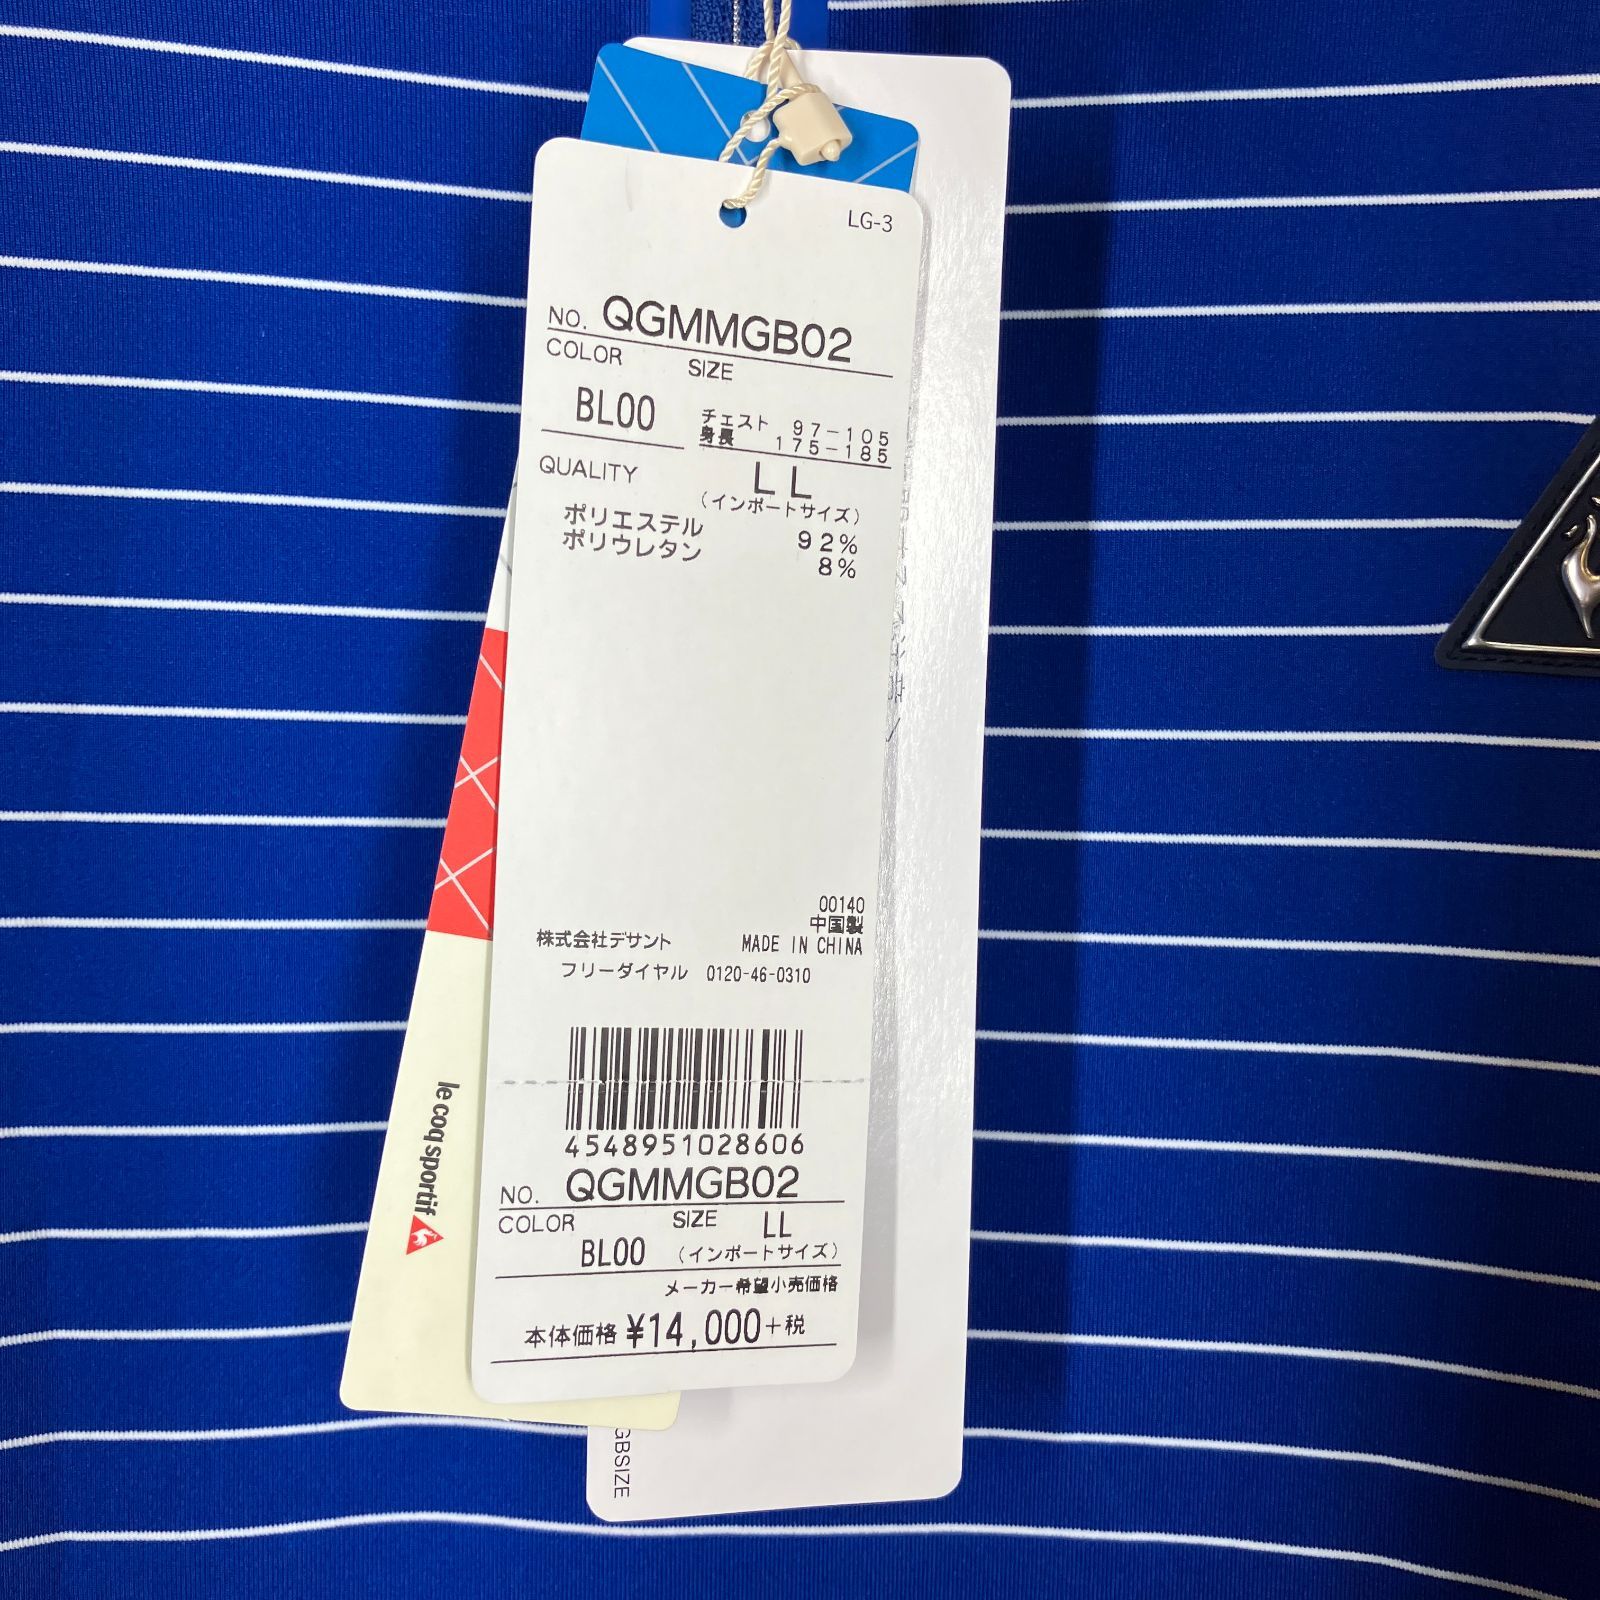 LG-3
NO. QGMMGB02
COLOR SIZE
BL00
チェスト 97-105
身長 175-185
QUALITY LL
(インポートサイズ)
ポリエステル 92%
ポリウレタン 8%
00140
中国製
株式会社デサント MADE IN CHINA
フリーダイヤル 0120-46-0310
4548951028606
NO. QGMMGB02
COLOR SIZE LL
BL00 (インポートサイズ)
メーカー希望小売価格
本体価格 ¥14,000+税
le coq sportif
GBSIZE